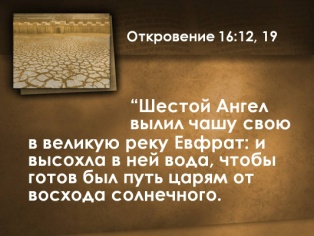 Откровение 16:12, 19
“Шестой Ангел
вылил чашу свою
в великую реку Евфрат: и
высохла в ней вода, чтобы
готов был путь царям от
восхода солнечного.